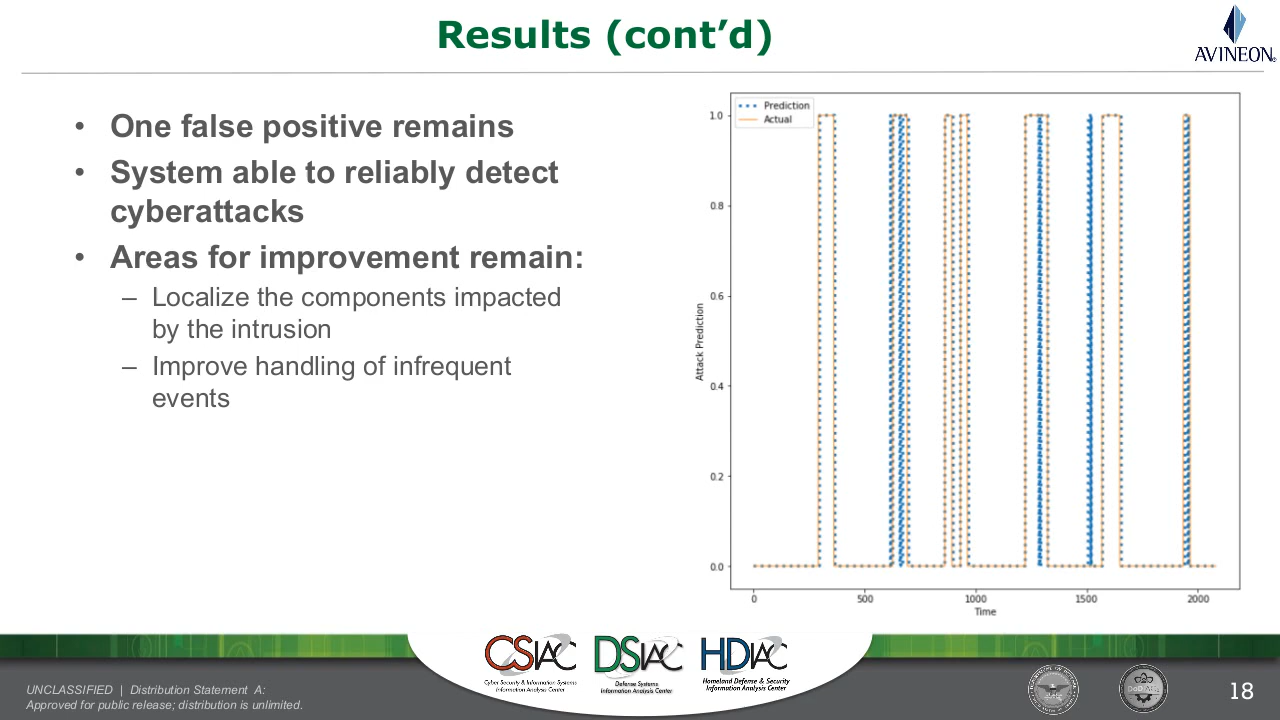 Results (cont’d)
AVINEON®
• One false positive remains
• System able to reliably detect
cyberattacks
• Areas for improvement remain:
– Localize the components impacted
by the intrusion
– Improve handling of infrequent
events
Prediction
Actual
1.0
0.8
0.6
0.4
0.2
0.0
Attack Prediction
0 500 1000 1500 2000
Time
CSIAC
Cyber Security & Information Systems
Information Analysis Center
DSIAC
Defense Systems
Information Analysis Center
HDIAC
Homeland Defense & Security
Information Analysis Center
UNCLASSIFIED | Distribution Statement A:
Approved for public release; distribution is unlimited.
18